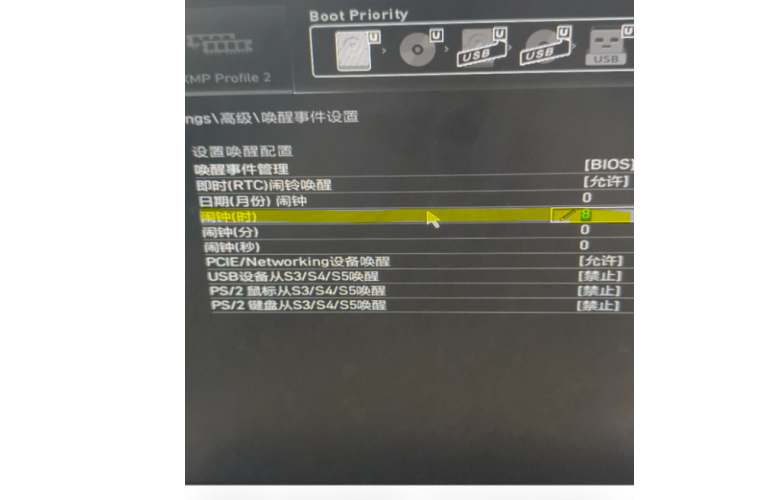 Boot Priority
U U U U U
USB USB USB
XMP Profile 2
ngs\高级\唤醒事件设置
设置唤醒配置
唤醒事件管理 [BIOS]
即时(RTC)闹铃唤醒 [允许]
日期(月份) 闹钟 0
闹钟(时) 8
闹钟(分) 0
闹钟(秒) 0
PCIE/Networking设备唤醒 [允许]
USB设备从S3/S4/S5唤醒 [禁止]
PS/2 鼠标从S3/S4/S5唤醒 [禁止]
PS/2 键盘从S3/S4/S5唤醒 [禁止]